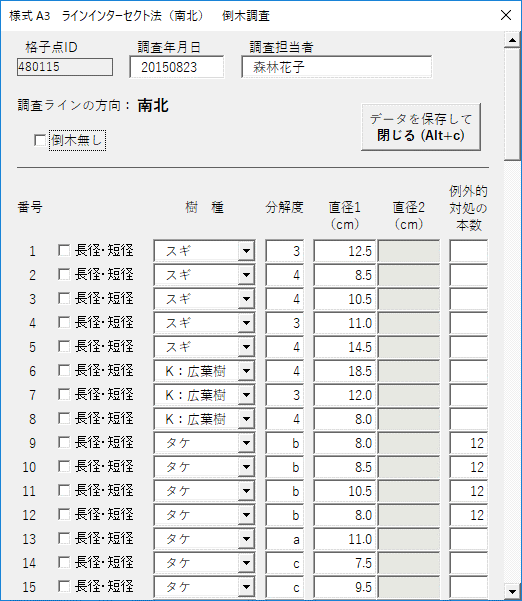 様式A3 ラインインターセクト法（南北） 倒木調査
格子点ID 調査年月日 調査担当者
480115 20150823 森林花子
調査ラインの方向： 南北
倒木無し
データを保存して
閉じる (Alt+c)
番号 樹 種 分解度 直径1（cm） 直径2（cm） 例外的対処の本数
1 長径・短径 スギ 3 12.5
2 長径・短径 スギ 4 8.5
3 長径・短径 スギ 4 10.5
4 長径・短径 スギ 3 11.0
5 長径・短径 スギ 4 14.5
6 長径・短径 K：広葉樹 4 18.5
7 長径・短径 K：広葉樹 3 12.0
8 長径・短径 K：広葉樹 4 8.0
9 長径・短径 タケ b 8.0 12
10 長径・短径 タケ b 8.5 12
11 長径・短径 タケ b 10.5 12
12 長径・短径 タケ b 8.0 12
13 長径・短径 タケ a 11.0
14 長径・短径 タケ c 7.5
15 長径・短径 タケ c 9.5